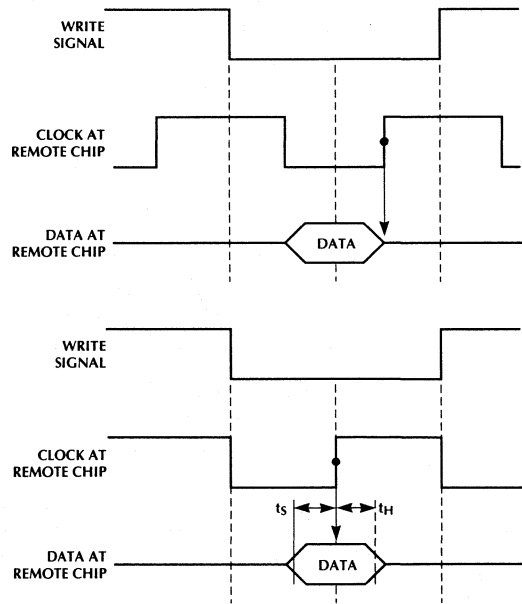 WRITE
SIGNAL
CLOCK AT
REMOTE CHIP
DATA AT
REMOTE CHIP
DATA
WRITE
SIGNAL
CLOCK AT
REMOTE CHIP
tS
tH
DATA AT
REMOTE CHIP
DATA